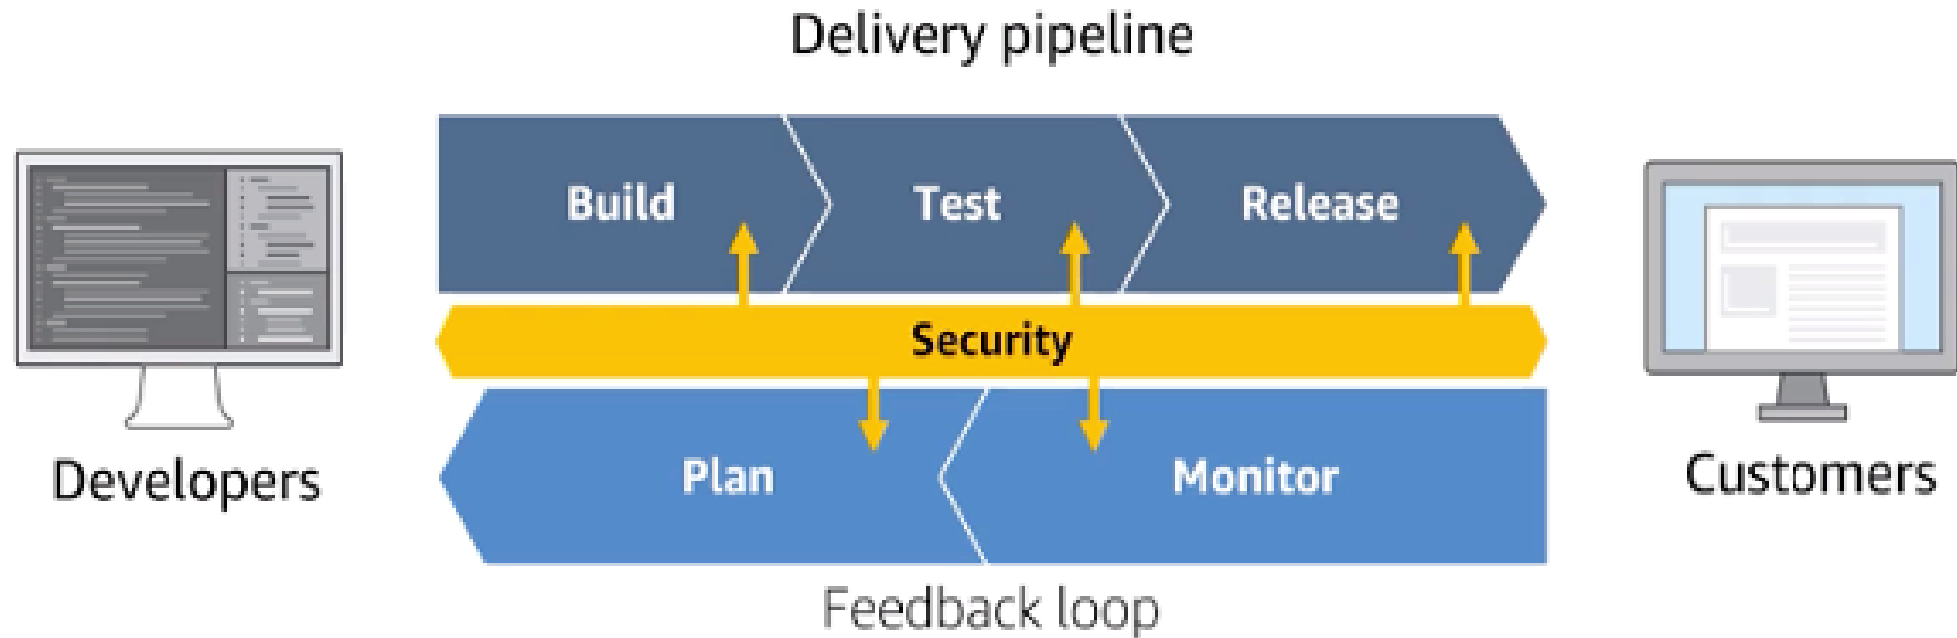 Delivery pipeline
Build
Test
Release
Security
Plan
Monitor
Developers
Customers
Feedback loop